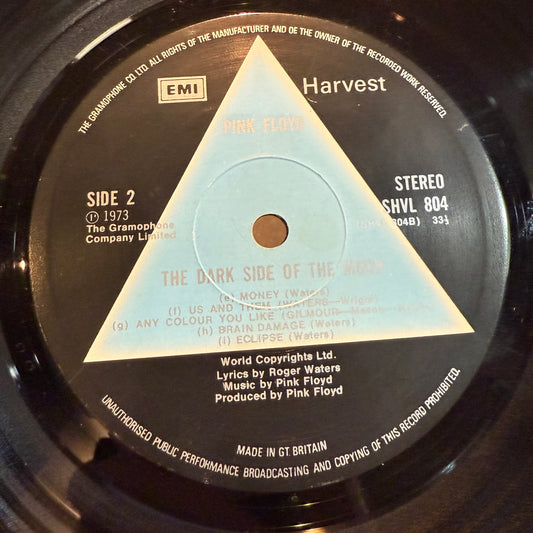 THE GRAMOPHONE CO LTD. ALL RIGHTS OF THE MANUFACTURER AND OF THE OWNER OF THE RECORDED WORK RESERVED.
EMI
Harvest
PINK FLOYD
SIDE 2
℗ 1973
The Gramophone
Company Limited
STEREO
SHVL 804
(SHVL 804B) 33⅓
THE DARK SIDE OF THE MOON
(e) MONEY (Waters)
(f) US AND THEM (WATERS—Wright)
(g) ANY COLOUR YOU LIKE (GILMOUR—Mason
(h) BRAIN DAMAGE (Waters)
(i) ECLIPSE (Waters)
World Copyrights Ltd.
Lyrics by Roger Waters
Music by Pink Floyd
Produced by Pink Floyd
MADE IN GT. BRITAIN
UNAUTHORISED PUBLIC PERFORMANCE BROADCASTING AND COPYING OF THIS RECORD PROHIBITED.